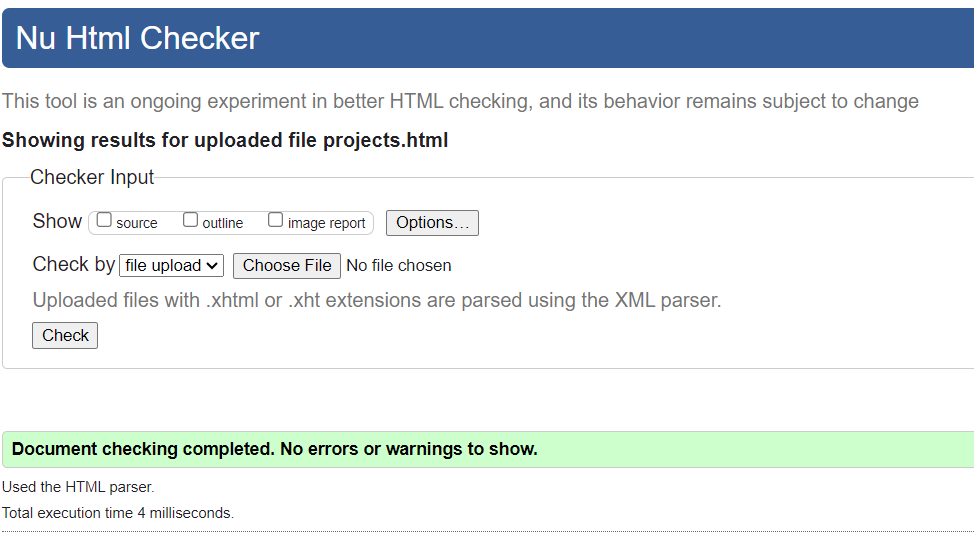 Nu Html Checker
This tool is an ongoing experiment in better HTML checking, and its behavior remains subject to change
Showing results for uploaded file projects.html
Checker Input
Show source outline image report Options...
Check by file upload Choose File No file chosen
Uploaded files with .xhtml or .xht extensions are parsed using the XML parser.
Check
Document checking completed. No errors or warnings to show.
Used the HTML parser.
Total execution time 4 milliseconds.